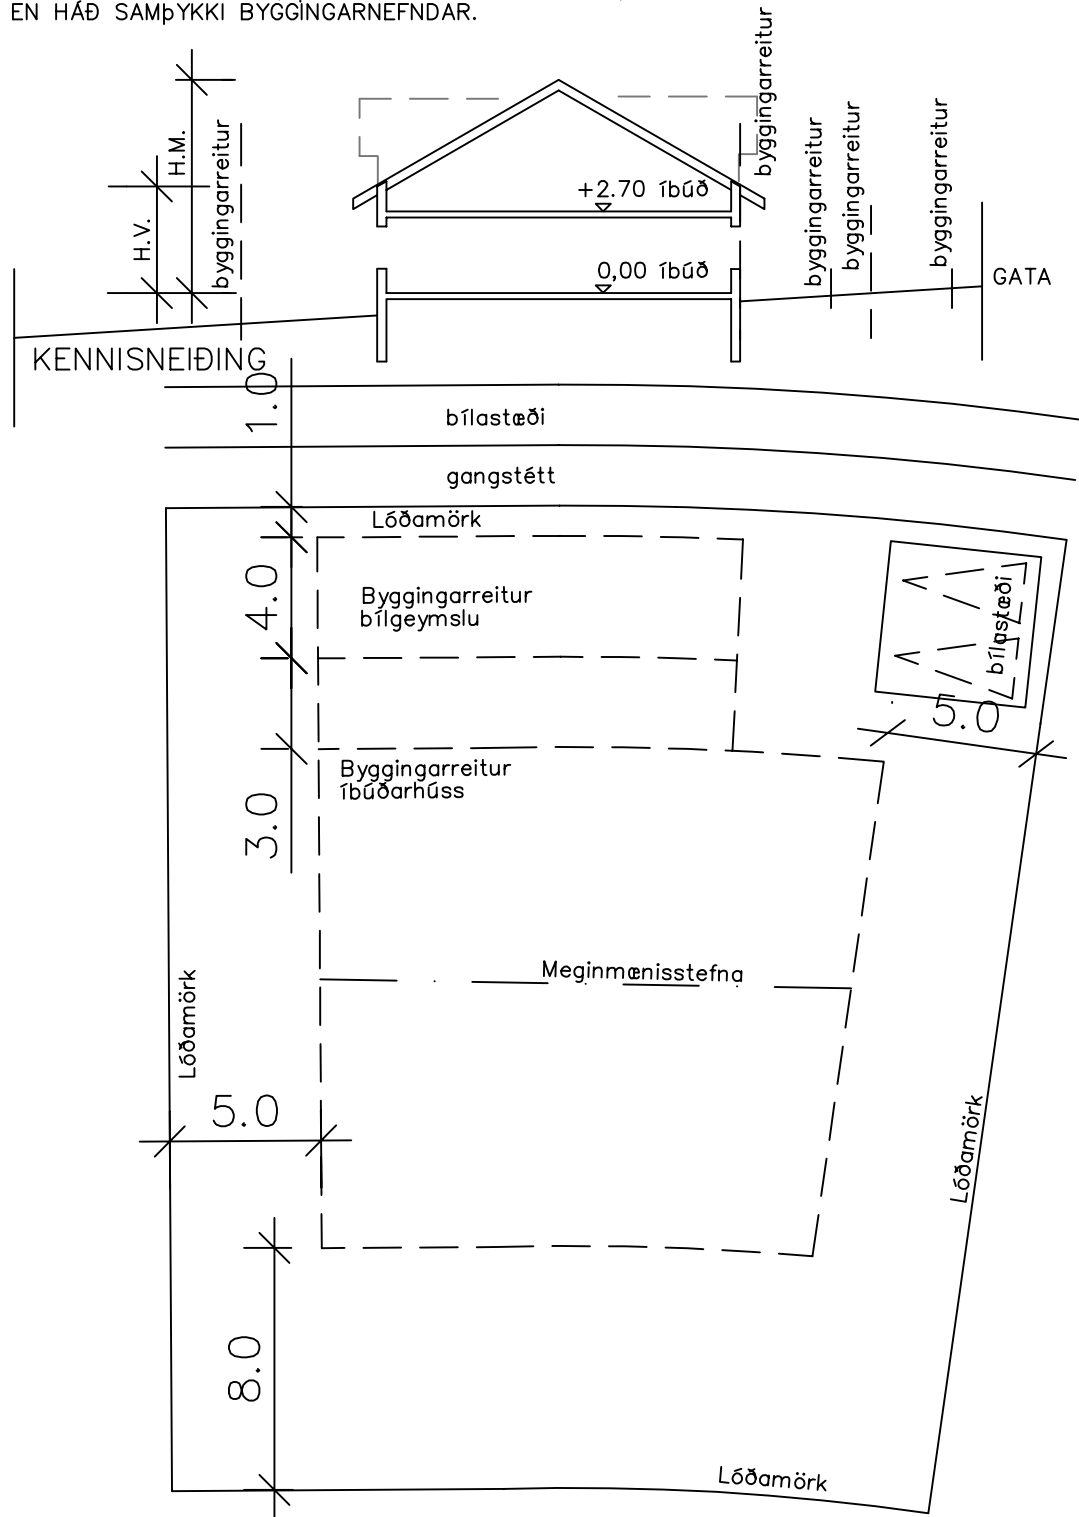 EN HÁÐ SAMÞYKKI BYGGINGARNEFNDAR.
byggingarreitur
H.M.
H.V.
byggingarreitur
+2.70 íbúð
0,00 íbúð
byggingarreitur
byggingarreitur
byggingarreitur
GATA
KENNISNEIÐING
1.0
bílastæði
gangstétt
Lóðamörk
4.0
Byggingarreitur
bílgeymslu
bílastæði
5.0
Byggingarreitur
íbúðarhúss
3.0
Meginmænisstefna
Lóðamörk
5.0
Lóðamörk
8.0
Lóðamörk